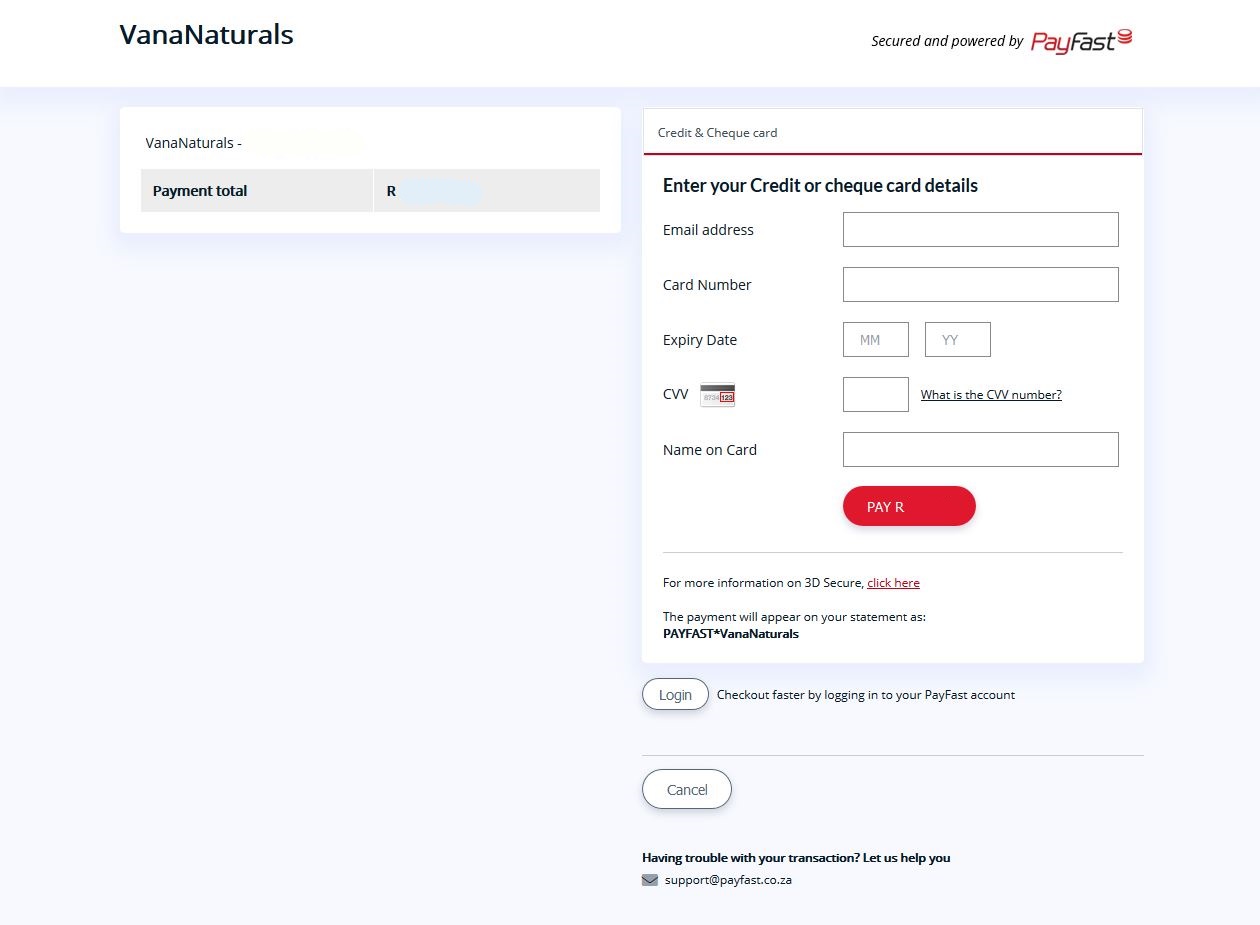 VanaNaturals
Secured and powered by PayFast
VanaNaturals -
Payment total R
Credit & Cheque card
Enter your Credit or cheque card details
Email address
Card Number
Expiry Date MM YY
CVV 8734 123 What is the CVV number?
Name on Card
PAY R
For more information on 3D Secure, click here
The payment will appear on your statement as:
PAYFAST*VanaNaturals
Login Checkout faster by logging in to your PayFast account
Cancel
Having trouble with your transaction? Let us help you
support@payfast.co.za